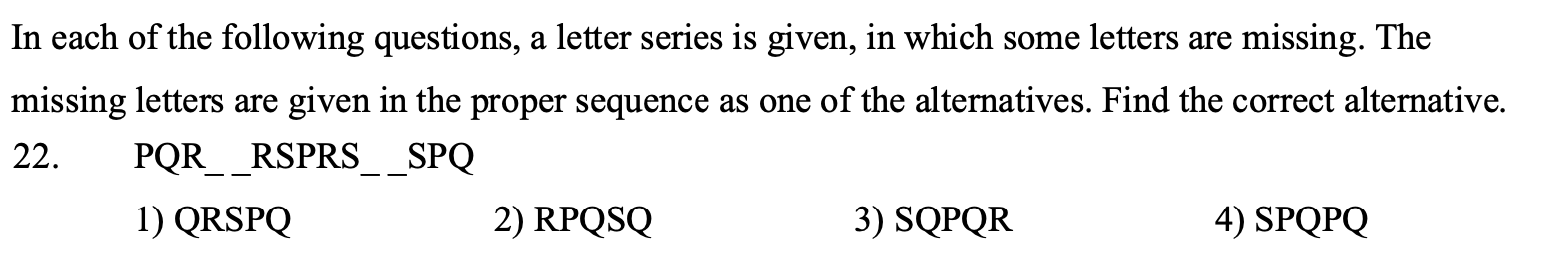 In each of the following questions, a letter series is given, in which some letters are missing. The
missing letters are given in the proper sequence as one of the alternatives. Find the correct alternative.
22. PQR_ _RSPRS_ _SPQ
1) QRSPQ 2) RPQSQ 3) SQPQR 4) SPQPQ